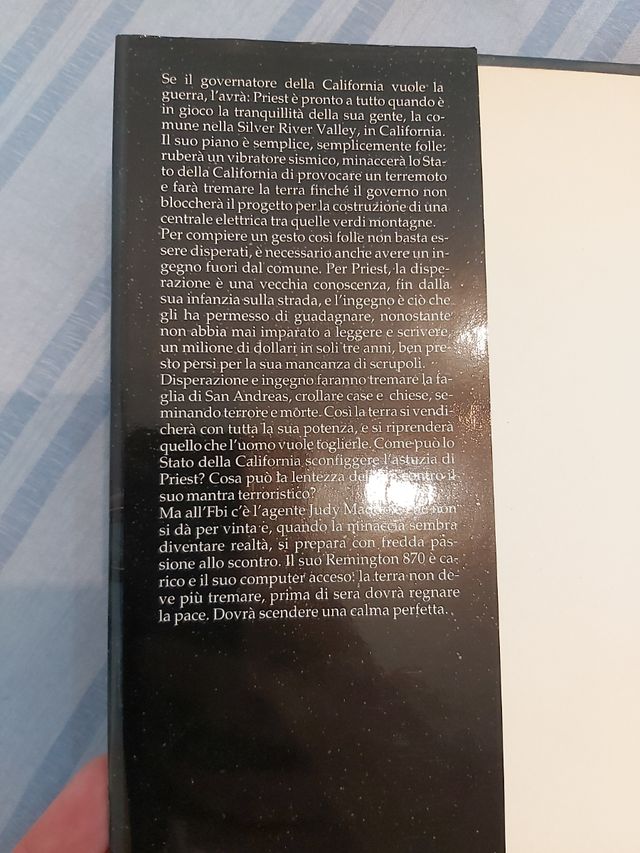 Se il governatore della California vuole la
guerra, l'avrà: Priest è pronto a tutto quando è
in gioco la tranquillità della sua gente, la co-
mune nella Silver River Valley, in California.
Il suo piano è semplice, semplicemente folle:
ruberà un vibratore sismico, minaccerà lo Sta-
to della California di provocare un terremoto
e farà tremare la terra finché il governo non
bloccherà il progetto per la costruzione di una
centrale elettrica tra quelle verdi montagne.
Per compiere un gesto così folle non basta es-
sere disperati, è necessario anche avere un in-
gegno fuori dal comune. Per Priest, la dispe-
razione è una vecchia conoscenza, fin dalla
sua infanzia sulla strada, e l'ingegno è ciò che
gli ha permesso di guadagnare, nonostante
non abbia mai imparato a leggere e scrivere,
un milione di dollari in soli tre anni, ben pre-
sto persi per la sua mancanza di scrupoli.
Disperazione e ingegno faranno tremare la fa-
glia di San Andreas, crollare case e chiese, se-
minando terrore e morte. Così la terra si vendi-
cherà con tutta la sua potenza, e si riprenderà
quello che l'uomo vuole toglierle. Come può lo
Stato della California sconfiggere l'astuzia di
Priest? Cosa può la lentezza contro il
suo mantra terroristico?
Ma all'Fbi c'è l'agente Judy che non
si dà per vinta e, quando la minaccia sembra
diventare realtà, si prepara con fredda pas-
sione allo scontro. Il suo Remington 870 è ca-
rico e il suo computer acceso: la terra non de-
ve più tremare, prima di sera dovrà regnare
la pace. Dovrà scendere una calma perfetta.